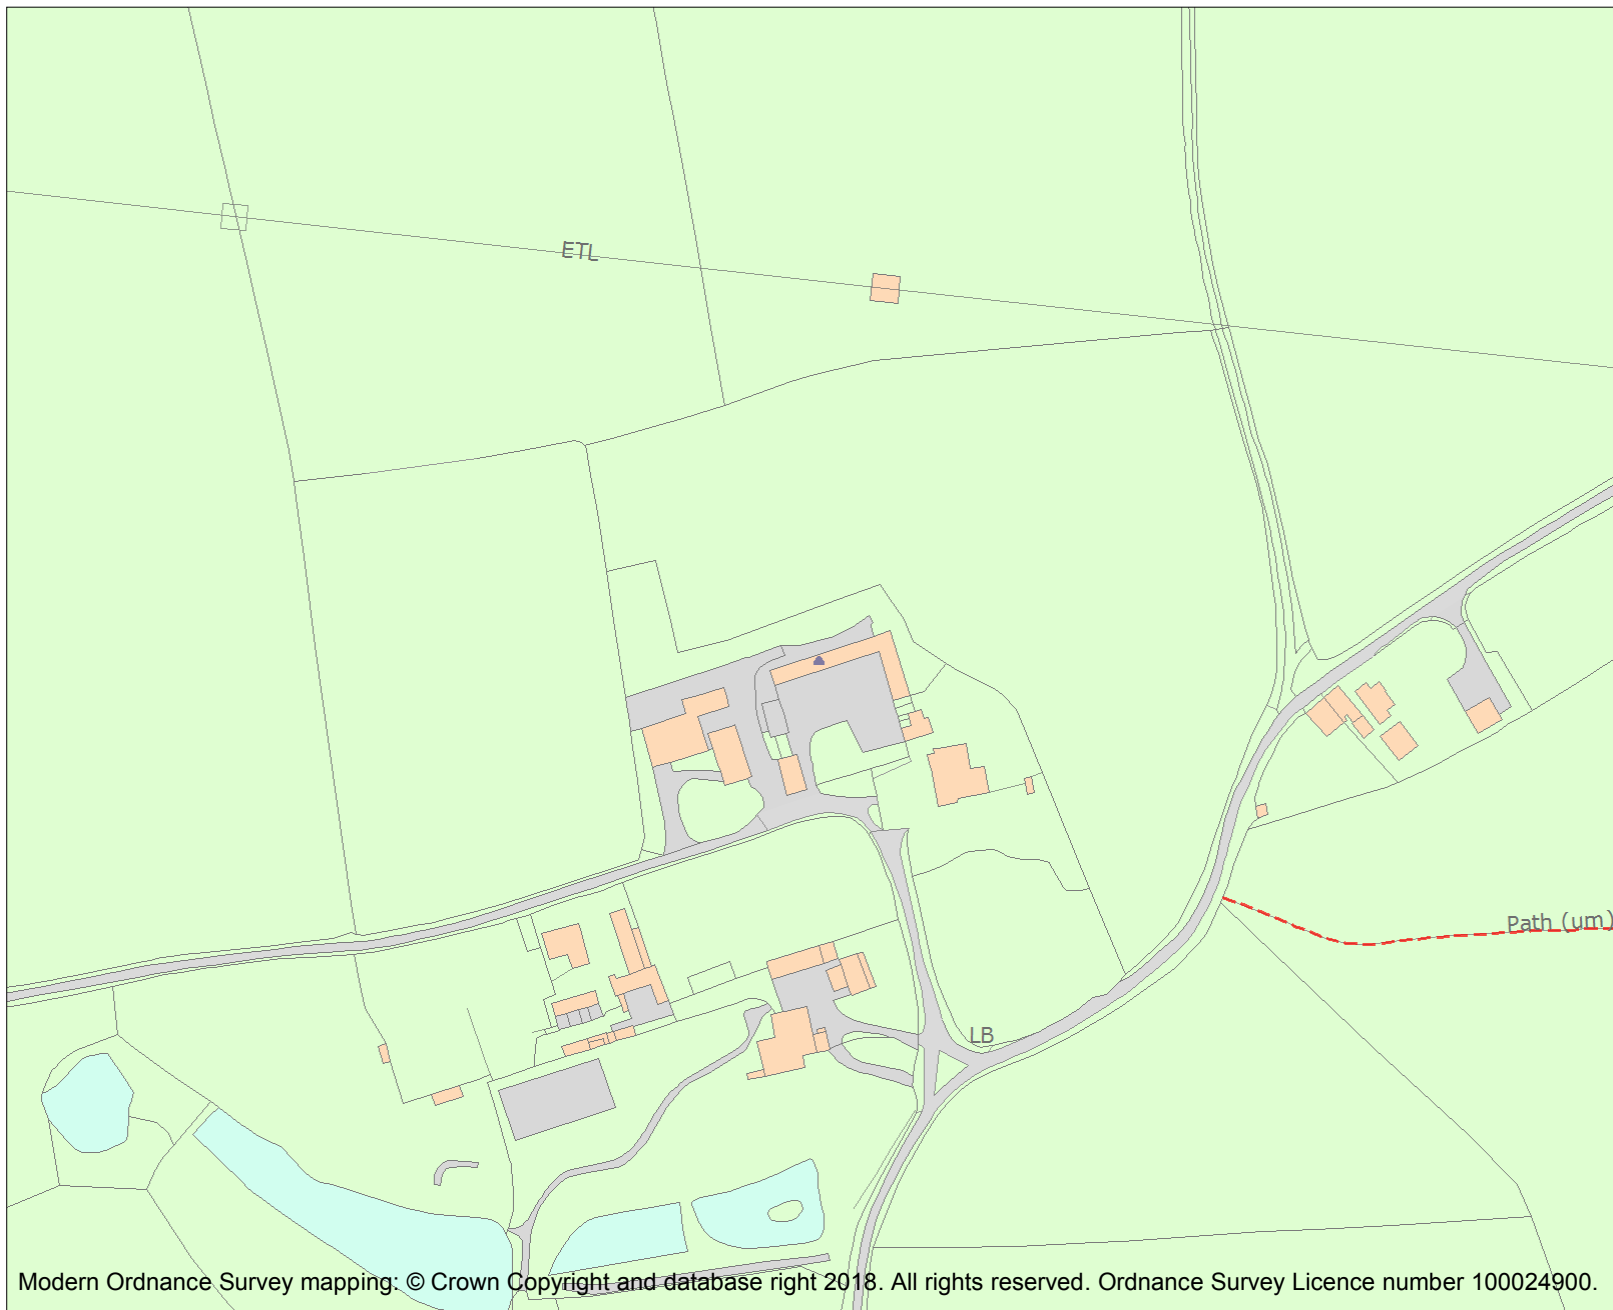 ETL
Path (um)
LB
Modern Ordnance Survey mapping: © Crown Copyright and database right 2018. All rights reserved. Ordnance Survey Licence number 100024900.